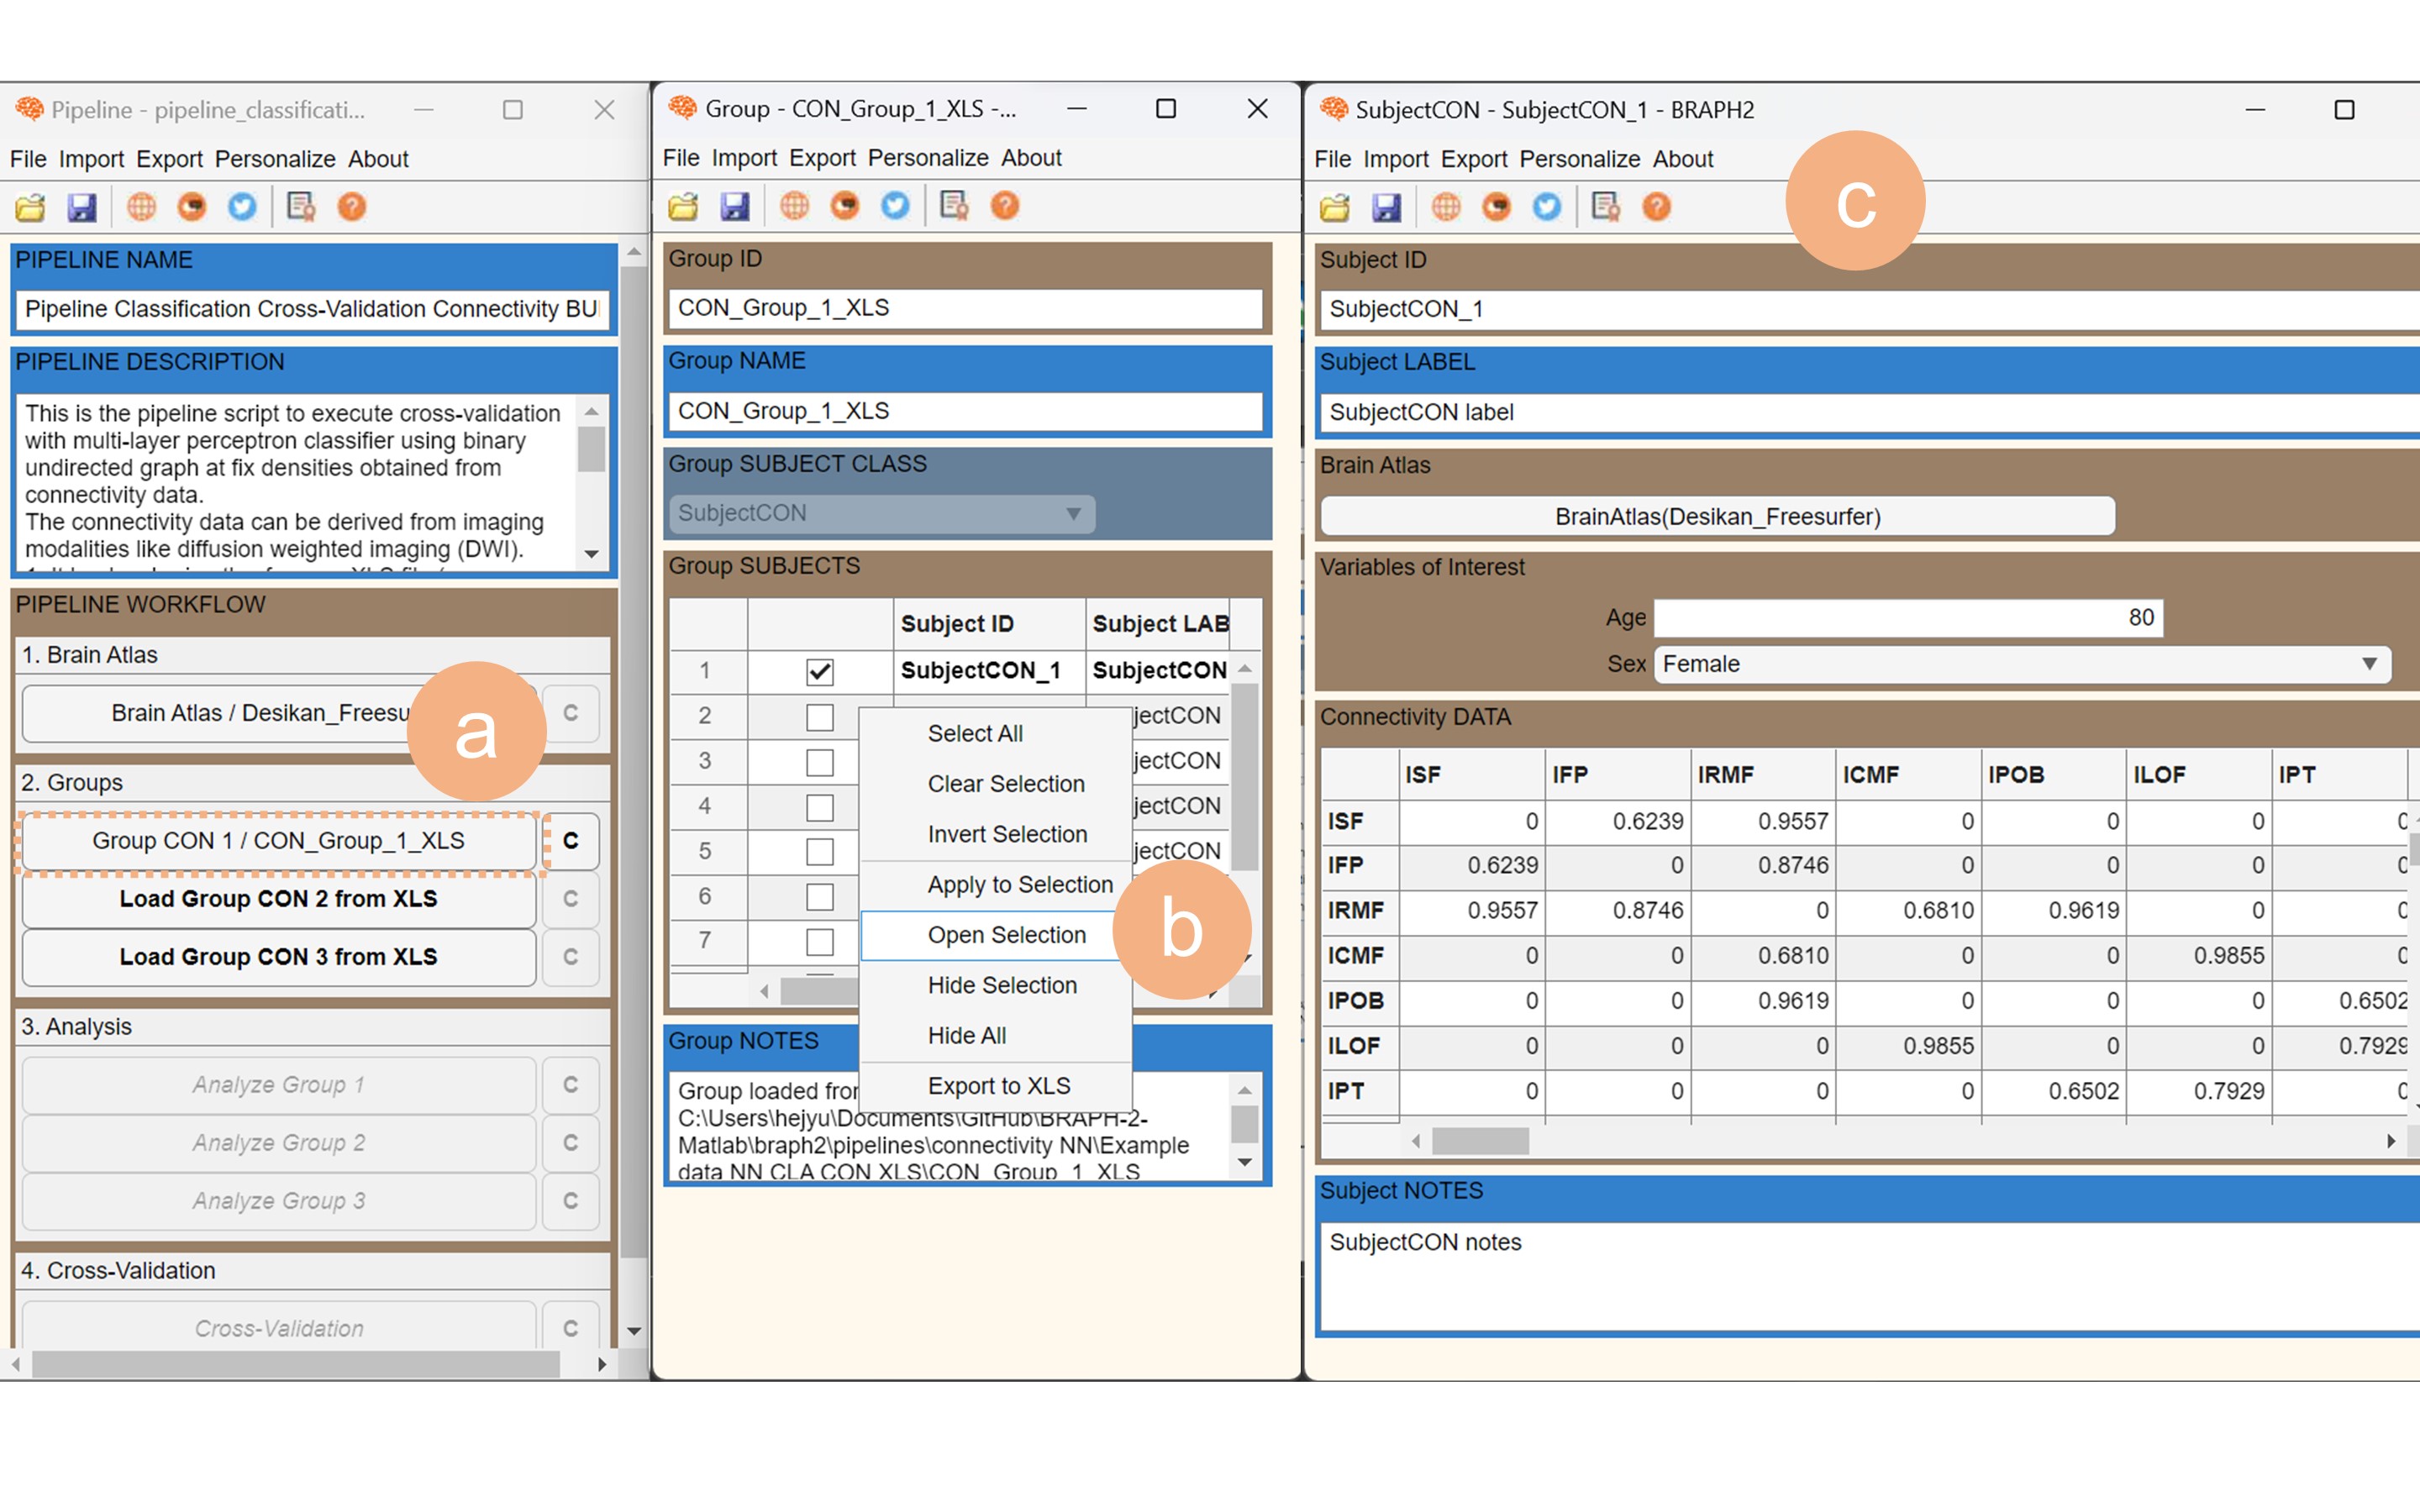 Pipeline - pipeline_classificati...
File Import Export Personalize About
PIPELINE NAME
Pipeline Classification Cross-Validation Connectivity BU
PIPELINE DESCRIPTION
This is the pipeline script to execute cross-validation
with multi-layer perceptron classifier using binary
undirected graph at fix densities obtained from
connectivity data.
The connectivity data can be derived from imaging
modalities like diffusion weighted imaging (DWI).
PIPELINE WORKFLOW
1. Brain Atlas
Brain Atlas / Desikan_Freesu
C
a
2. Groups
Group CON 1 / CON_Group_1_XLS
C
Load Group CON 2 from XLS
C
Load Group CON 3 from XLS
C
3. Analysis
Analyze Group 1
C
Analyze Group 2
C
Analyze Group 3
C
4. Cross-Validation
Cross-Validation
C
Group - CON_Group_1_XLS -...
File Import Export Personalize About
Group ID
CON_Group_1_XLS
Group NAME
CON_Group_1_XLS
Group SUBJECT CLASS
SubjectCON
Group SUBJECTS
Subject ID Subject LAB
1 SubjectCON_1 SubjectCON
2 jectCON
3 jectCON
4 jectCON
5 jectCON
6
7
Select All
Clear Selection
Invert Selection
Apply to Selection
Open Selection
Hide Selection
Hide All
Export to XLS
b
Group NOTES
Group loaded fror
C:\Users\hejyu\Documents\GitHub\BRAPH-2-
Matlab\braph2\pipelines\connectivity NN\Example
data NN CLA CON XLS\CON_Group_1_XLS
SubjectCON - SubjectCON_1 - BRAPH2
File Import Export Personalize About
c
Subject ID
SubjectCON_1
Subject LABEL
SubjectCON label
Brain Atlas
BrainAtlas(Desikan_Freesurfer)
Variables of Interest
Age 80
Sex Female
Connectivity DATA
ISF IFP IRMF ICMF IPOB ILOF IPT
ISF 0 0.6239 0.9557 0 0 0 0
IFP 0.6239 0 0.8746 0 0 0 0
IRMF 0.9557 0.8746 0 0.6810 0.9619 0 0
ICMF 0 0 0.6810 0 0 0.9855 0
IPOB 0 0 0.9619 0 0 0 0.6502
ILOF 0 0 0 0.9855 0 0 0.7929
IPT 0 0 0 0 0.6502 0.7929 0
Subject NOTES
SubjectCON notes